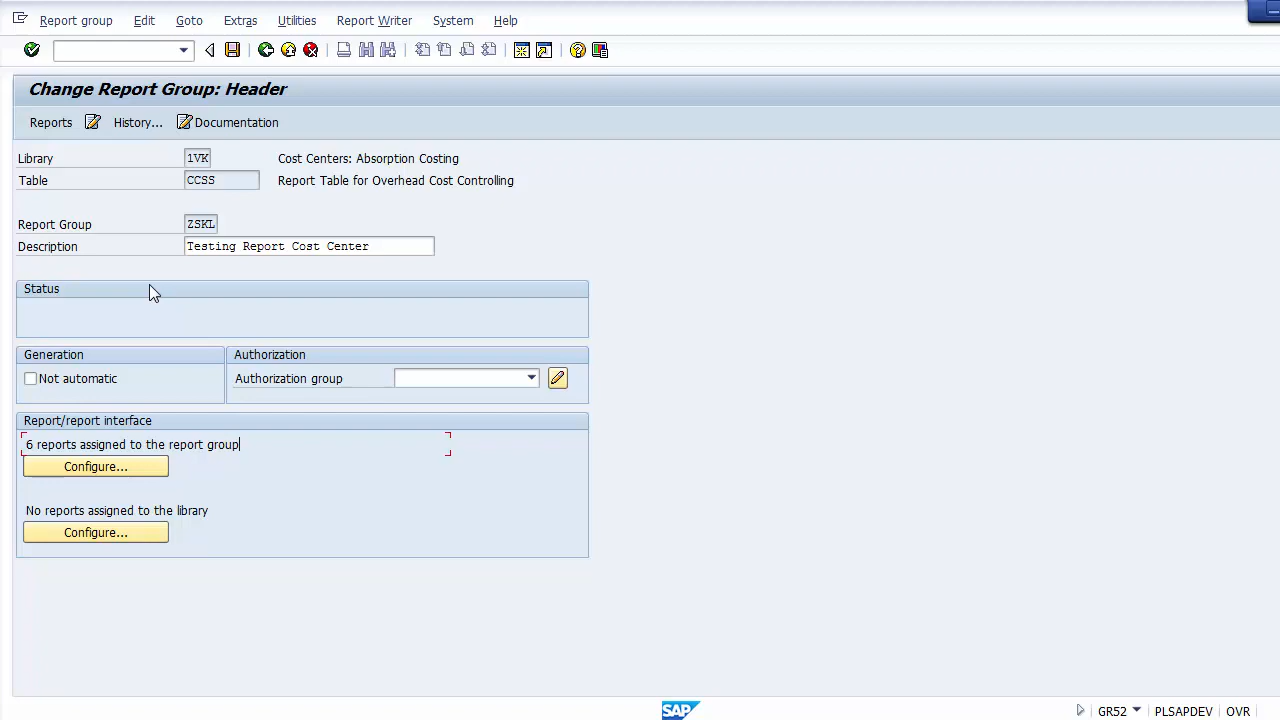 Report group Edit Goto Extras Utilities Report Writer System Help
Change Report Group: Header
Reports History... Documentation
Library 1VK Cost Centers: Absorption Costing
Table CCSS Report Table for Overhead Cost Controlling
Report Group ZSKL
Description Testing Report Cost Center
Status
Generation Authorization
Not automatic Authorization group
Report/report interface
6 reports assigned to the report group
Configure...
No reports assigned to the library
Configure...
SAP GR52 PLSAPDEV OVR